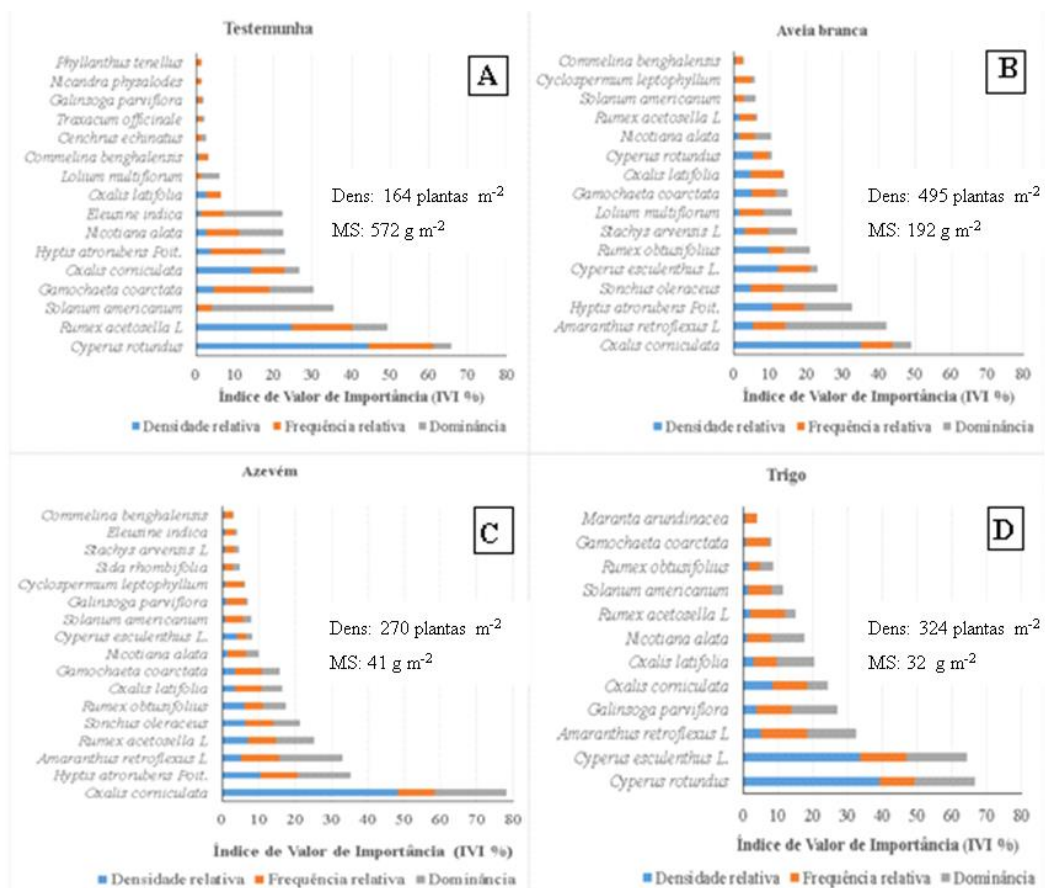 Testemunha
A
Phyllanthus tenellus
Nicandra physalodes
Galinsoga parviflora
Traxacum officinale
Cenchrus echinatus
Commelina benghalensis
Lolium multiflorum
Oxalis latifolia
Eleusine indica
Nicotiana alata
Hyptis atrorubens Poit.
Oxalis corniculata
Gamochaeta coarctata
Solanum americanum
Rumex acetosella L
Cyperus rotundus
Dens: 164 plantas m-2
MS: 572 g m-2
0 10 20 30 40 50 60 70 80
Índice de Valor de Importância (IVI %)
Densidade relativa Frequência relativa Dominância
Aveia branca
B
Commelina benghalensis
Cyclospermum leptophyllum
Solanum americanum
Rumex acetosella L
Nicotiana alata
Cyperus rotundus
Oxalis latifolia
Gamochaeta coarctata
Lolium multiflorum
Stachys arvensis L
Rumex obtusifolius
Cyperus esculenthus L.
Sonchus oleraceus
Hyptis atrorubens Poit.
Amaranthus retroflexus L
Oxalis corniculata
Dens: 495 plantas m-2
MS: 192 g m-2
0 10 20 30 40 50 60 70 80
Índice de Valor de Importância (IVI %)
Densidade relativa Frequência relativa Dominância
Azevém
C
Commelina benghalensis
Eleusine indica
Stachys arvensis L
Sida rhombifolia
Cyclospermum leptophyllum
Galinsoga parviflora
Solanum americanum
Cyperus esculenthus L.
Nicotiana alata
Gamochaeta coarctata
Oxalis latifolia
Rumex obtusifolius
Sonchus oleraceus
Rumex acetosella L
Amaranthus retroflexus L
Hyptis atrorubens Poit.
Oxalis corniculata
Dens: 270 plantas m-2
MS: 41 g m-2
0 10 20 30 40 50 60 70 80
Índice de Valor de Importância (IVI %)
Densidade relativa Frequência relativa Dominância
Trigo
D
Maranta arundinacea
Gamochaeta coarctata
Rumex obtusifolius
Solanum americanum
Rumex acetosella L
Nicotiana alata
Oxalis latifolia
Oxalis corniculata
Galinsoga parviflora
Amaranthus retroflexus L
Cyperus esculenthus L.
Cyperus rotundus
Dens: 324 plantas m-2
MS: 32 g m-2
0 10 20 30 40 50 60 70 80
Índice de Valor de Importância (IVI %)
Densidade relativa Frequência relativa Dominância